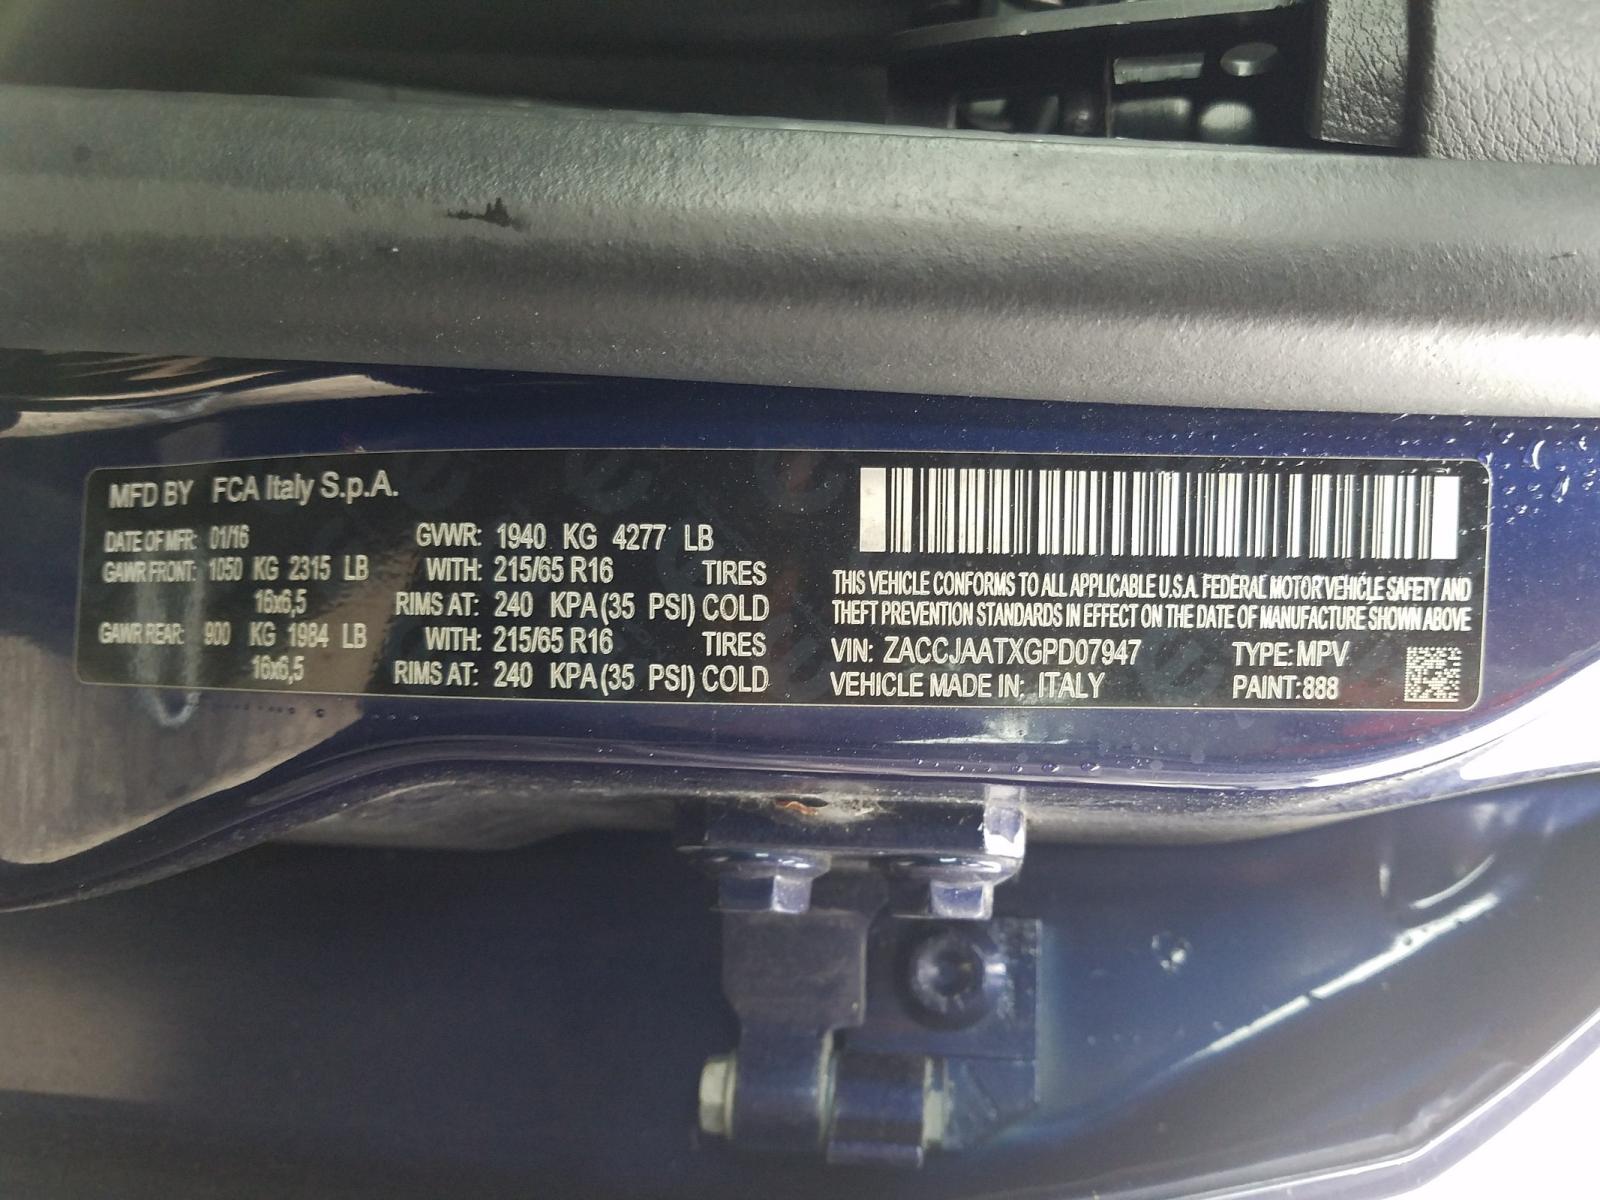 MFD BY FCA Italy S.p.A.
DATE OF MFR: 01/16 GVWR: 1940 KG 4277 LB
GAWR FRONT: 1050 KG 2315 LB WITH: 215/65 R16 TIRES
16x6,5 RIMS AT: 240 KPA (35 PSI) COLD
GAWR REAR: 900 KG 1984 LB WITH: 215/65 R16 TIRES
16x6,5 RIMS AT: 240 KPA (35 PSI) COLD
THIS VEHICLE CONFORMS TO ALL APPLICABLE U.S.A. FEDERAL MOTOR VEHICLE SAFETY AND
THEFT PREVENTION STANDARDS IN EFFECT ON THE DATE OF MANUFACTURE SHOWN ABOVE
VIN: ZACCJAATXGPD07947 TYPE: MPV
VEHICLE MADE IN: ITALY PAINT: 888